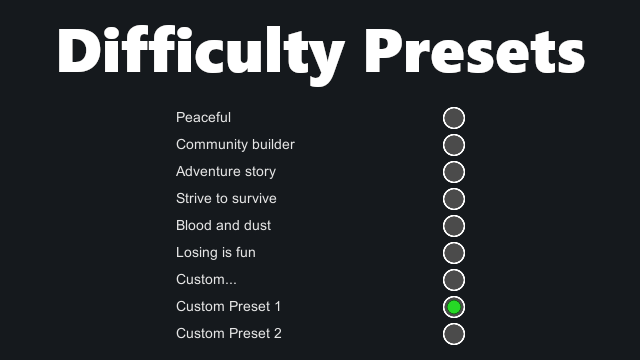 Difficulty Presets
Peaceful
Community builder
Adventure story
Strive to survive
Blood and dust
Losing is fun
Custom...
Custom Preset 1
Custom Preset 2